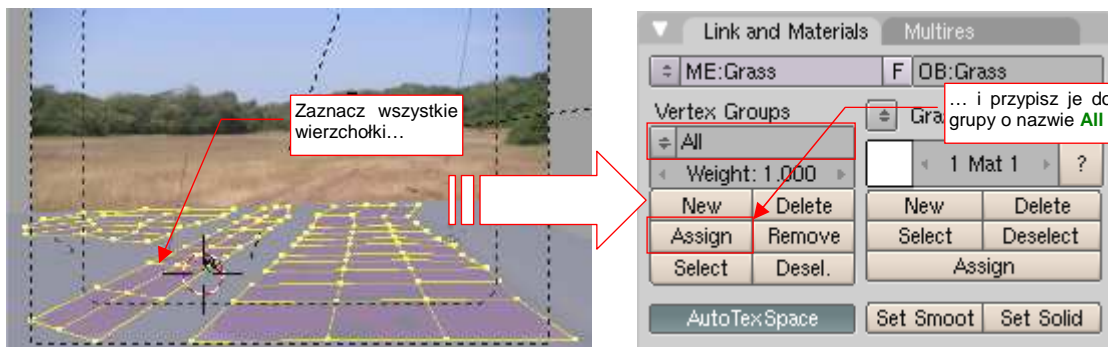 Zaznacz wszystkie
wierzchołki…
Link and Materials Multires
ME:Grass F OB:Grass
Vertex Groups
… i przypisz je do
grupy o nazwie All
All
Weight: 1.000
1 Mat 1 ?
New Delete New Delete
Assign Remove Select Deselect
Select Desel. Assign
AutoTexSpace Set Smoot Set Solid